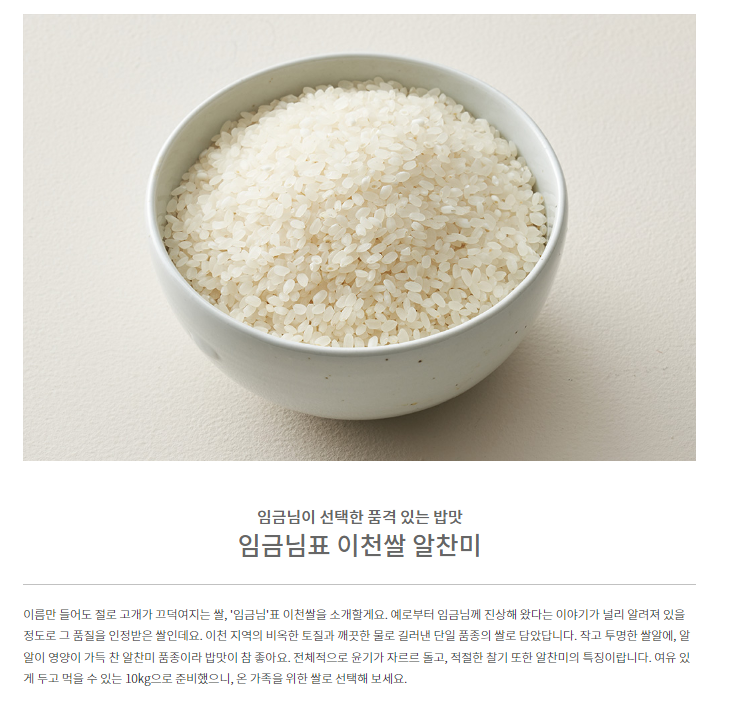 임금님이 선택한 품격 있는 밥맛
임금님표 이천쌀 알찬미
이름만 들어도 절로 고개가 끄덕여지는 쌀, '임금님'표 이천쌀을 소개할게요. 예로부터 임금님께 진상해 왔다는 이야기가 널리 알려져 있을
정도로 그 품질을 인정받은 쌀인데요. 이천 지역의 비옥한 토질과 깨끗한 물로 길러낸 단일 품종의 쌀로 담았답니다. 작고 투명한 쌀알에, 알
알이 영양이 가득 찬 알찬미 품종이라 밥맛이 참 좋아요. 전체적으로 윤기가 자르르 돌고, 적절한 찰기 또한 알찬미의 특징이랍니다. 여유 있
게 두고 먹을 수 있는 10kg으로 준비했으니, 온 가족을 위한 쌀로 선택해 보세요.